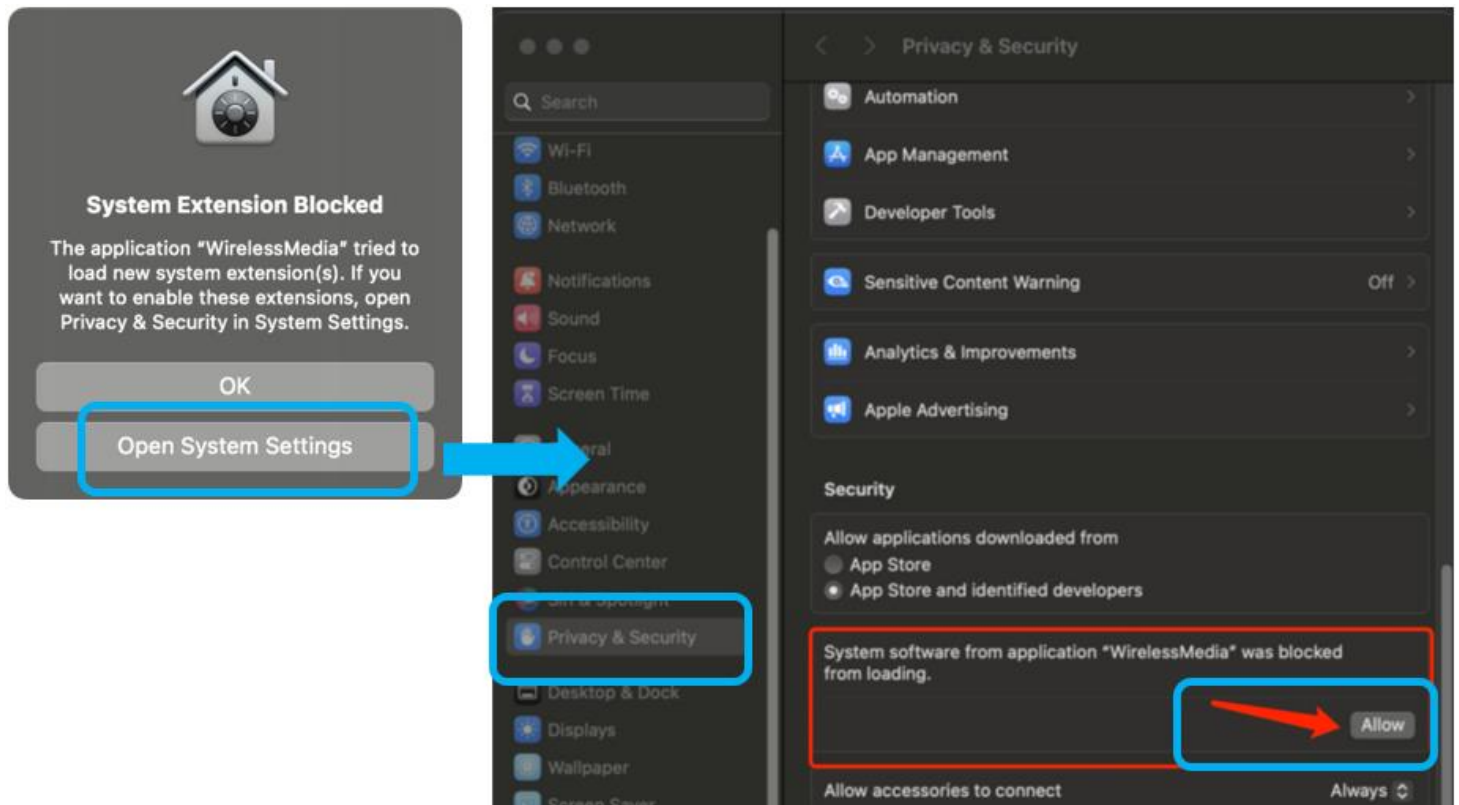 System Extension Blocked
The application "WirelessMedia" tried to
load new system extension(s). If you
want to enable these extensions, open
Privacy & Security in System Settings.
OK
Open System Settings
Search
Wi-Fi
Bluetooth
Network
Notifications
Sound
Focus
Screen Time
Appearance
Accessibility
Control Center
Siri & Spotlight
Privacy & Security
Desktop & Dock
Displays
Wallpaper
Screen Saver
Privacy & Security
Automation
App Management
Developer Tools
Sensitive Content Warning Off
Analytics & Improvements
Apple Advertising
Security
Allow applications downloaded from
App Store
App Store and identified developers
System software from application "WirelessMedia" was blocked
from loading.
Allow
Allow accessories to connect Always